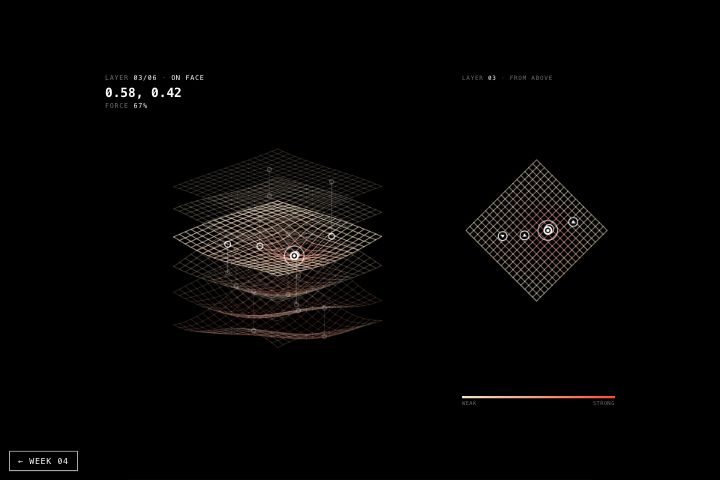 LAYER 03/06 · ON FACE
0.58, 0.42
FORCE 67%
LAYER 03 · FROM ABOVE
WEAK STRONG
← WEEK 04